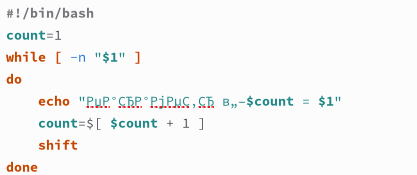 #!/bin/bash
count=1
while [ -n "$1" ]
do
echo "РџР°СЂР°РјРµС‚СЂ в„–$count = $1"
count=$[ $count + 1 ]
shift
done